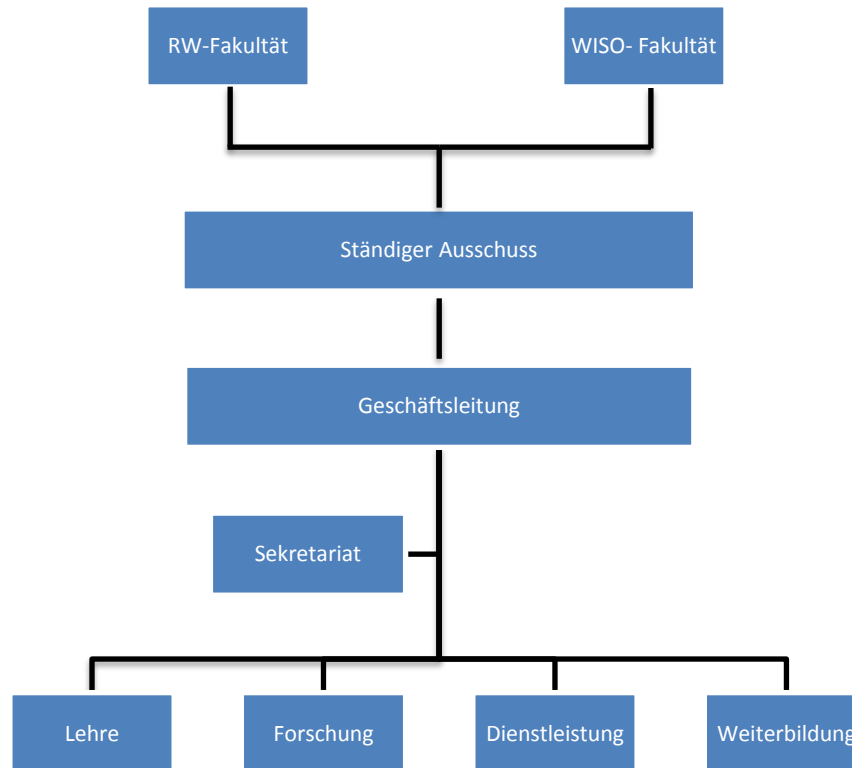 RW-Fakultät
WISO- Fakultät
Ständiger Ausschuss
Geschäftsleitung
Sekretariat
Lehre
Forschung
Dienstleistung
Weiterbildung